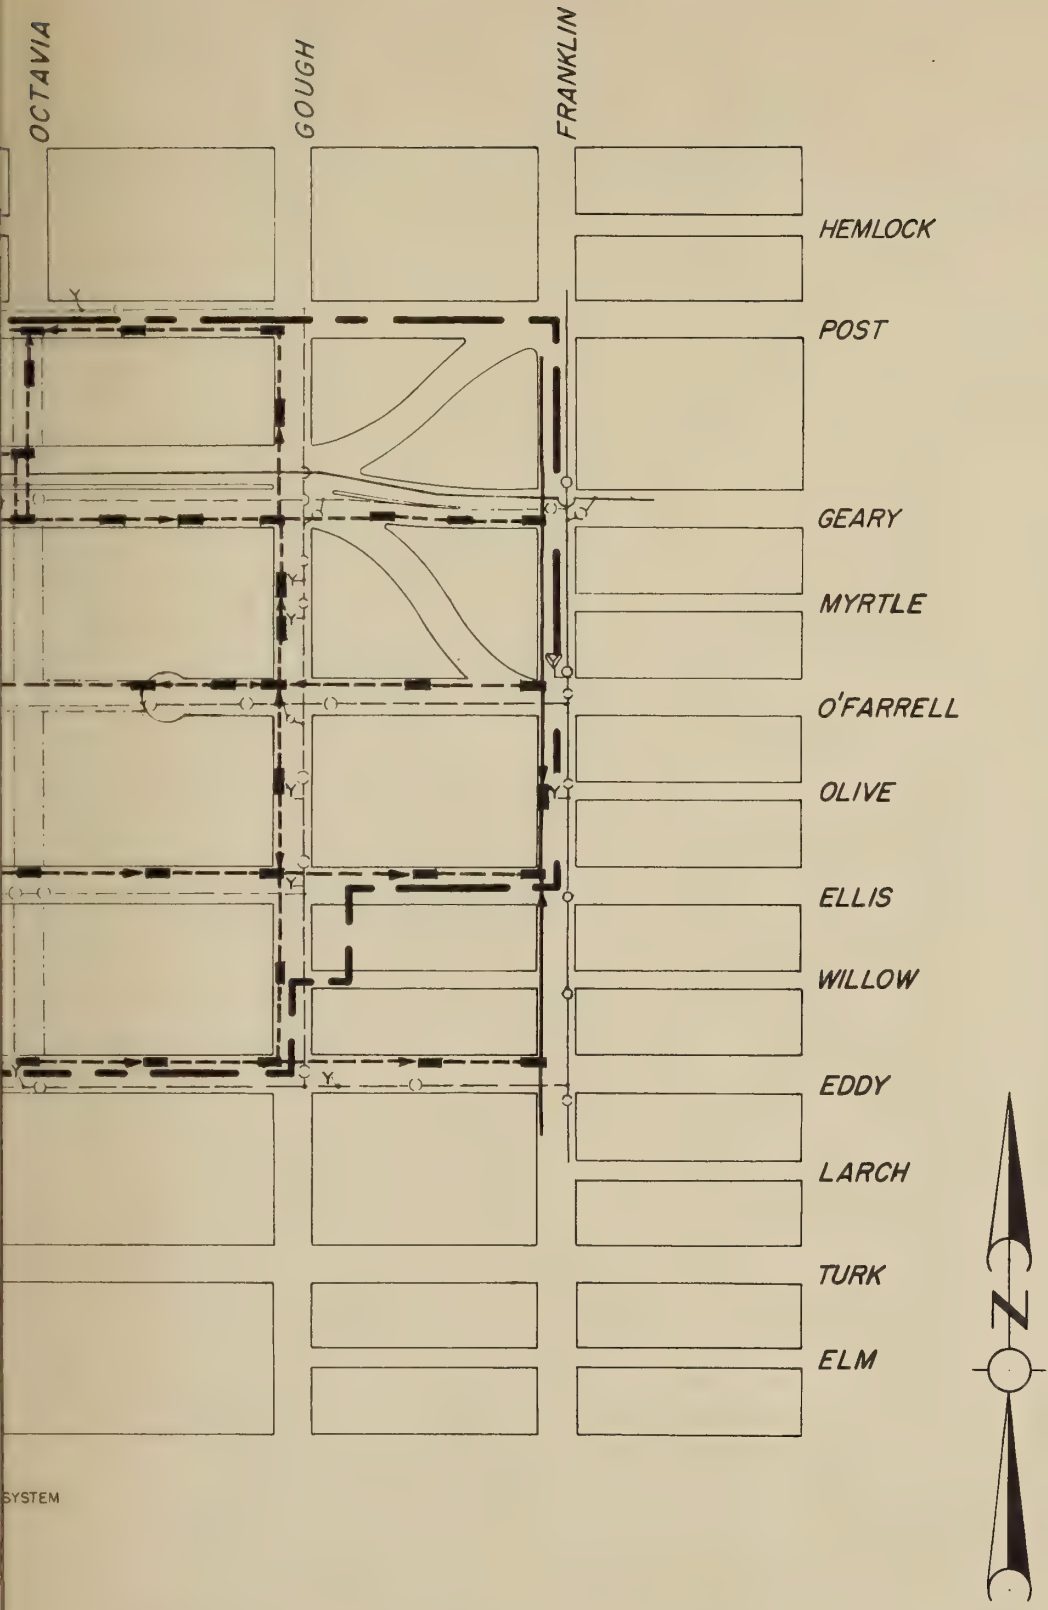 OCTAVIA
GOUGH
FRANKLIN
HEMLOCK
POST
GEARY
MYRTLE
O'FARRELL
OLIVE
ELLIS
WILLOW
EDDY
LARCH
TURK
ELM
N
SYSTEM